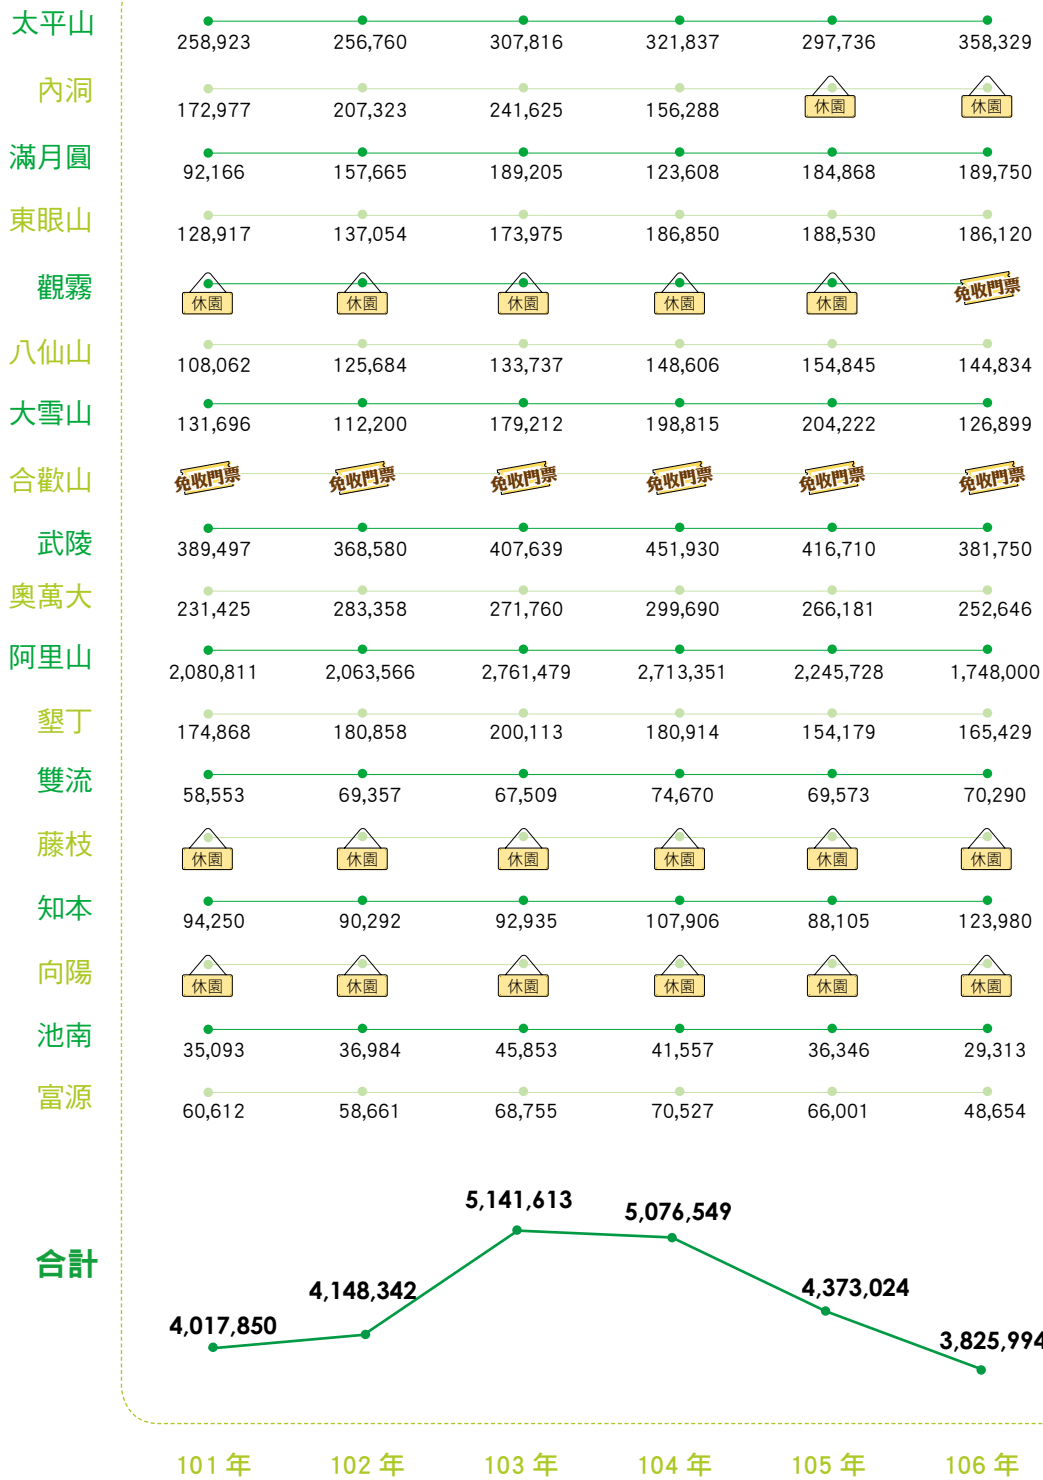 太平山 258,923 256,760 307,816 321,837 297,736 358,329
內洞 172,977 207,323 241,625 156,288 休園 休園
滿月圓 92,166 157,665 189,205 123,608 184,868 189,750
東眼山 128,917 137,054 173,975 186,850 188,530 186,120
觀霧 休園 休園 休園 休園 休園 免收門票
八仙山 108,062 125,684 133,737 148,606 154,845 144,834
大雪山 131,696 112,200 179,212 198,815 204,222 126,899
合歡山 免收門票 免收門票 免收門票 免收門票 免收門票 免收門票
武陵 389,497 368,580 407,639 451,930 416,710 381,750
奧萬大 231,425 283,358 271,760 299,690 266,181 252,646
阿里山 2,080,811 2,063,566 2,761,479 2,713,351 2,245,728 1,748,000
墾丁 174,868 180,858 200,113 180,914 154,179 165,429
雙流 58,553 69,357 67,509 74,670 69,573 70,290
藤枝 休園 休園 休園 休園 休園 休園
知本 94,250 90,292 92,935 107,906 88,105 123,980
向陽 休園 休園 休園 休園 休園 休園
池南 35,093 36,984 45,853 41,557 36,346 29,313
富源 60,612 58,661 68,755 70,527 66,001 48,654
合計 4,017,850 4,148,342 5,141,613 5,076,549 4,373,024 3,825,994
101 年 102 年 103 年 104 年 105 年 106 年